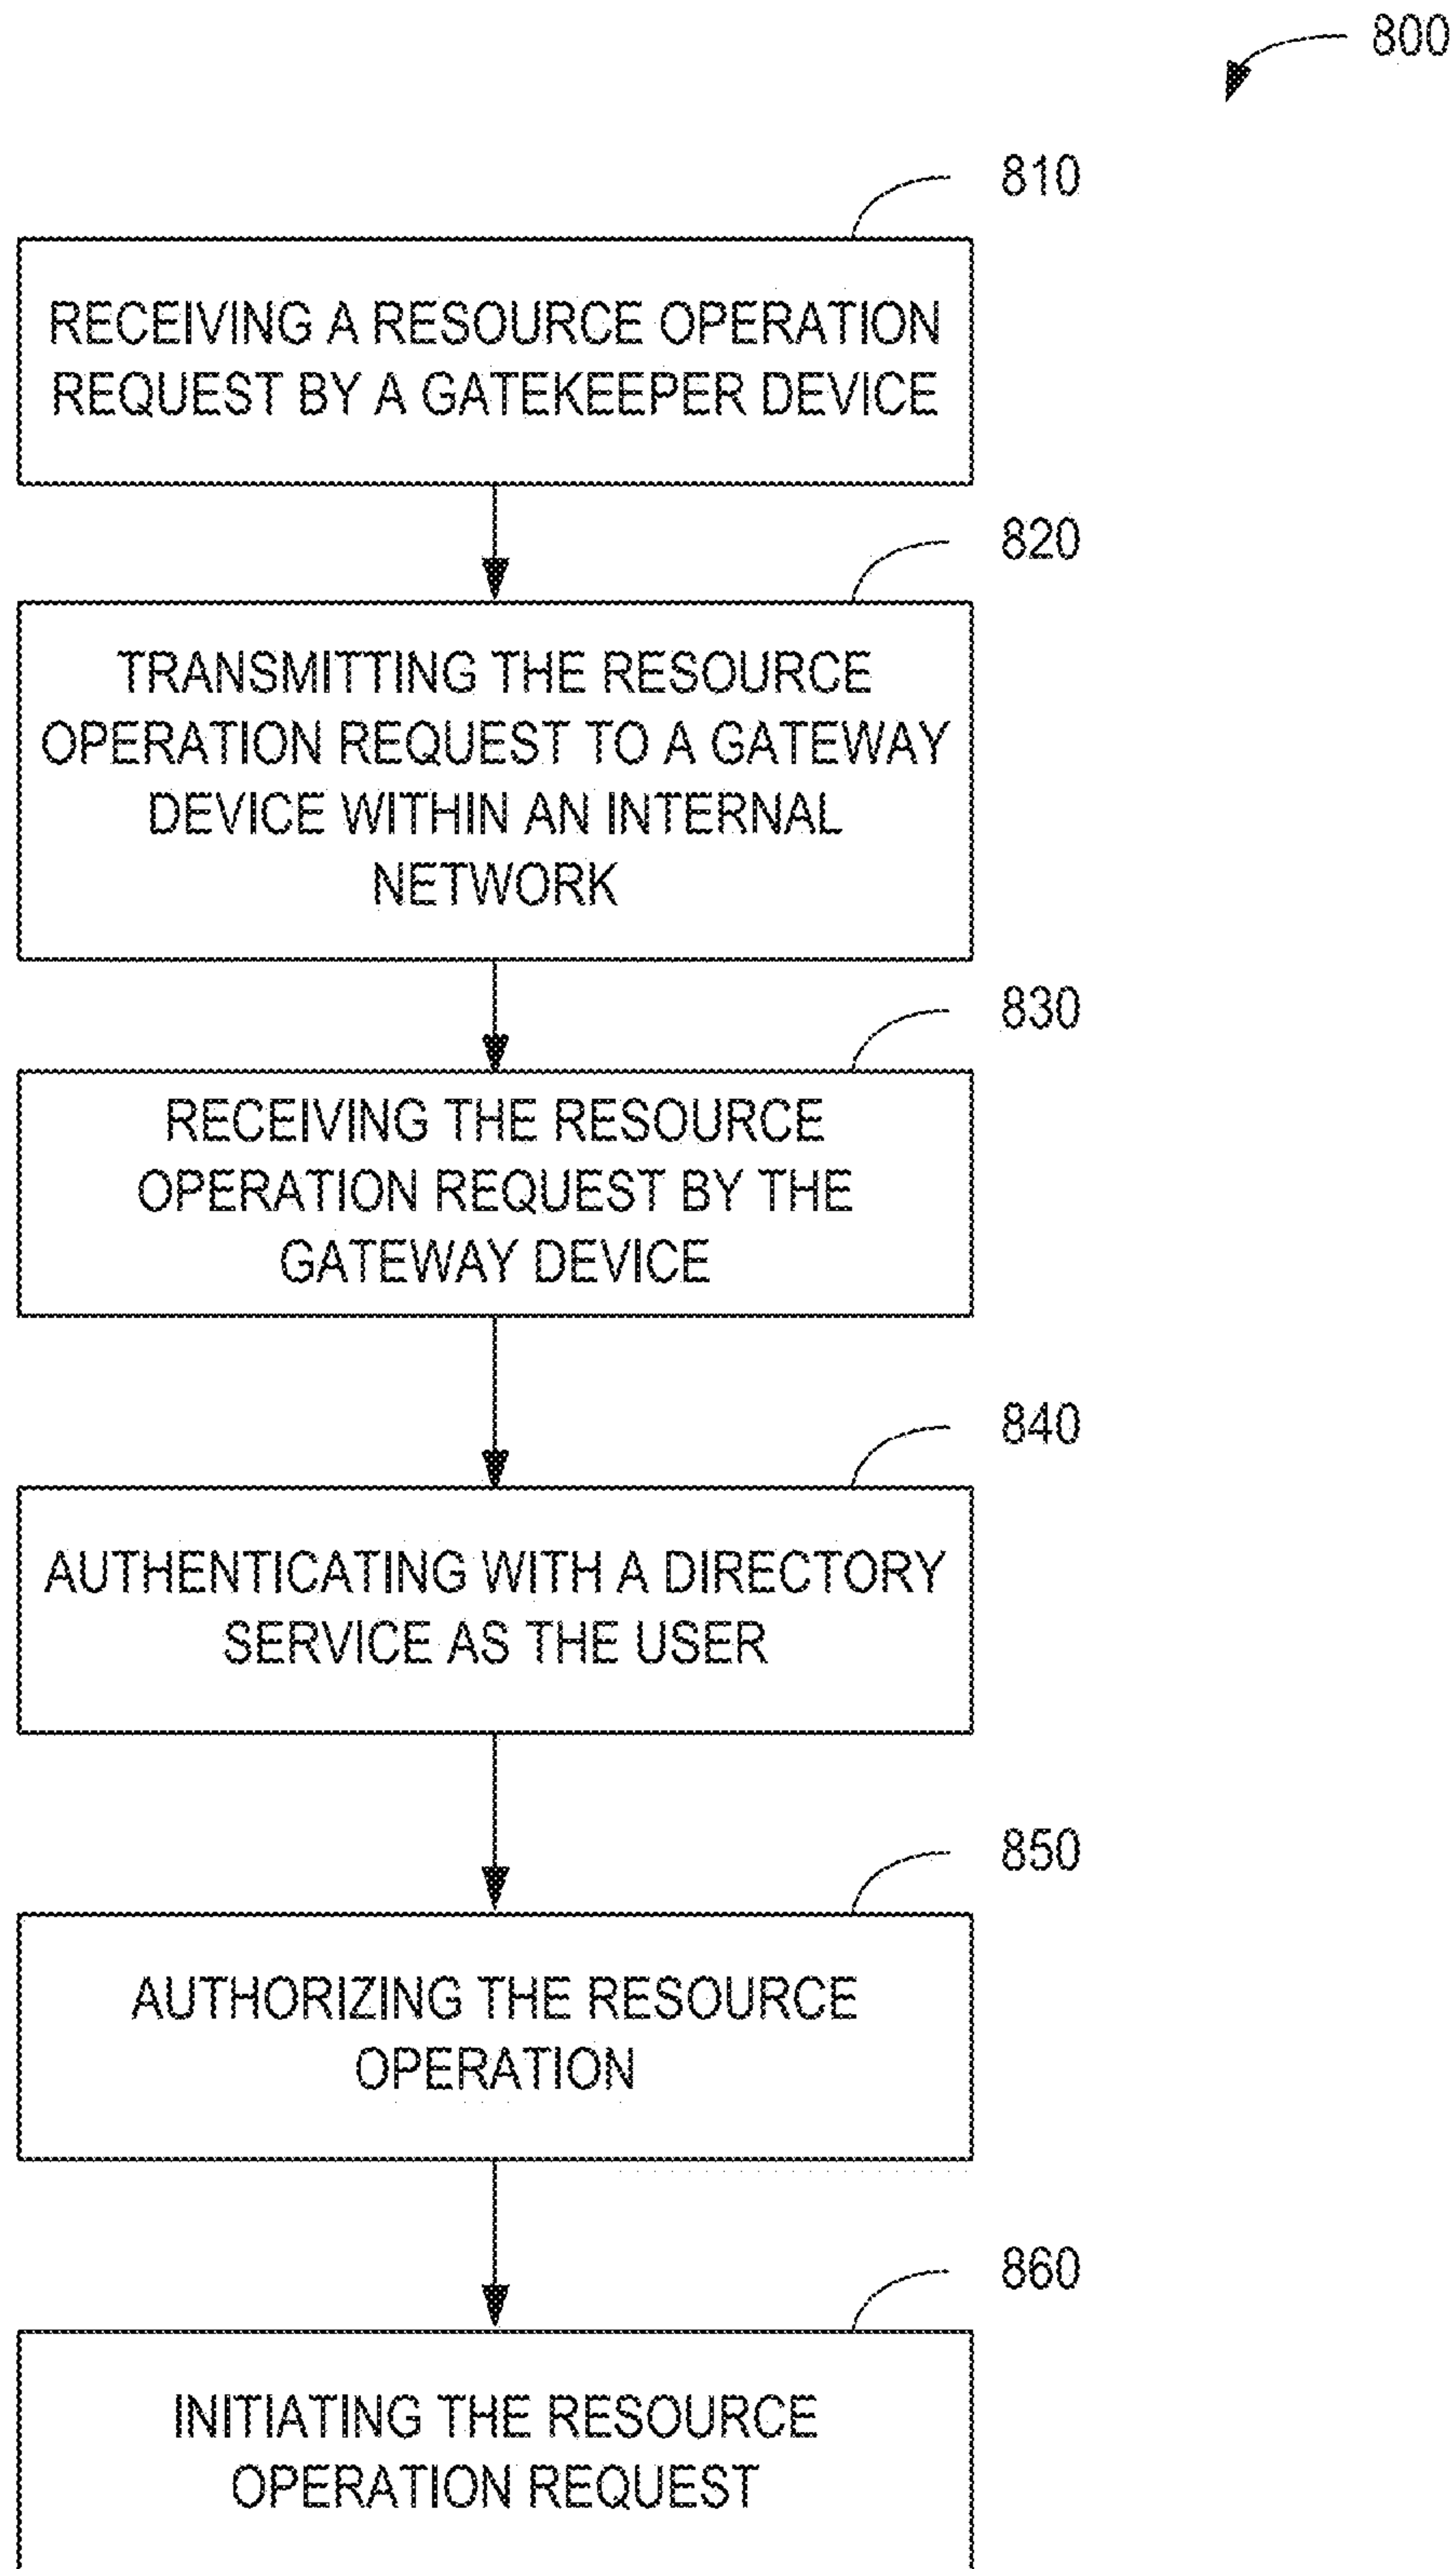 800
810
RECEIVING A RESOURCE OPERATION
REQUEST BY A GATEKEEPER DEVICE
820
TRANSMITTING THE RESOURCE
OPERATION REQUEST TO A GATEWAY
DEVICE WITHIN AN INTERNAL
NETWORK
830
RECEIVING THE RESOURCE
OPERATION REQUEST BY THE
GATEWAY DEVICE
840
AUTHENTICATING WITH A DIRECTORY
SERVICE AS THE USER
850
AUTHORIZING THE RESOURCE
OPERATION
860
INITIATING THE RESOURCE
OPERATION REQUEST